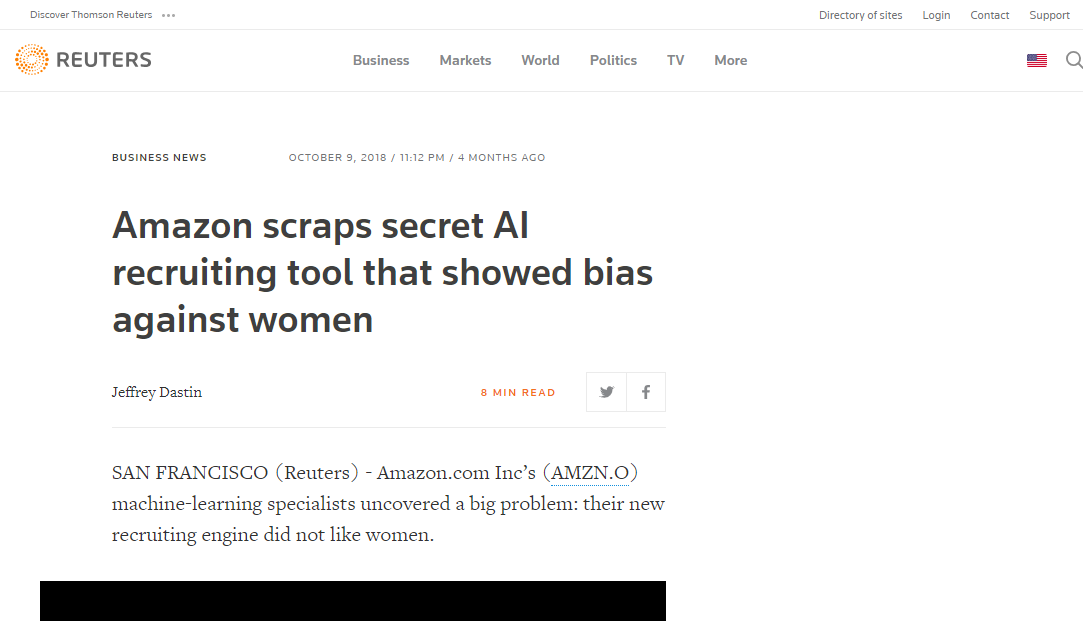 Discover Thomson Reuters
Directory of sites Login Contact Support
REUTERS
Business Markets World Politics TV More
BUSINESS NEWS
OCTOBER 9, 2018 / 11:12 PM / 4 MONTHS AGO
Amazon scraps secret AI
recruiting tool that showed bias
against women
Jeffrey Dastin
8 MIN READ
SAN FRANCISCO (Reuters) - Amazon.com Inc’s (AMZN.O)
machine-learning specialists uncovered a big problem: their new
recruiting engine did not like women.